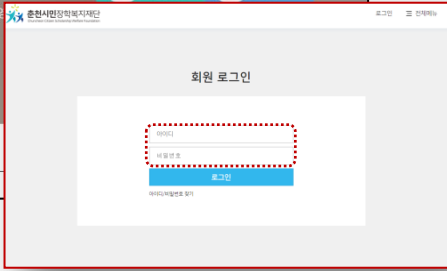 춘천시민장학복지재단
로그인 ☰ 전체메뉴
회원 로그인
아이디
비밀번호
로그인
아이디/비밀번호 찾기